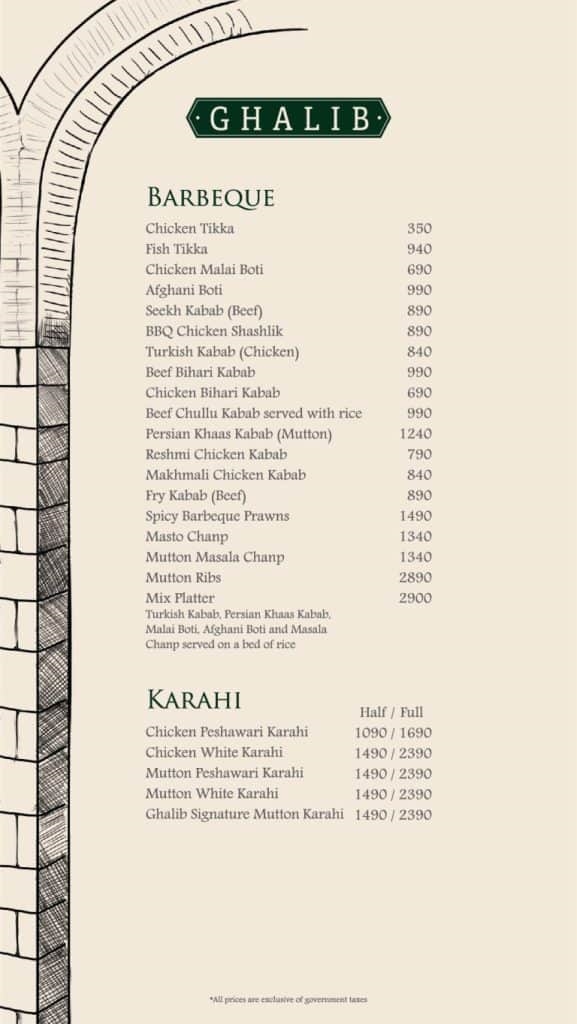 GHALIB
BARBEQUE
Chicken Tikka 350
Fish Tikka 940
Chicken Malai Boti 690
Afghani Boti 990
Seekh Kabab (Beef) 890
BBQ Chicken Shashlik 890
Turkish Kabab (Chicken) 840
Beef Bihari Kabab 990
Chicken Bihari Kabab 690
Beef Chullu Kabab served with rice 990
Persian Khaas Kabab (Mutton) 1240
Reshmi Chicken Kabab 790
Makhmali Chicken Kabab 840
Fry Kabab (Beef) 890
Spicy Barbeque Prawns 1490
Masto Chanp 1340
Mutton Masala Chanp 1340
Mutton Ribs 2890
Mix Platter 2900
Turkish Kabab, Persian Khaas Kabab,
Malai Boti, Afghani Boti and Masala
Chanp served on a bed of rice
KARAHI
Half / Full
Chicken Peshawari Karahi 1090 / 1690
Chicken White Karahi 1490 / 2390
Mutton Peshawari Karahi 1490 / 2390
Mutton White Karahi 1490 / 2390
Ghalib Signature Mutton Karahi 1490 / 2390
*All prices are exclusive of government taxes